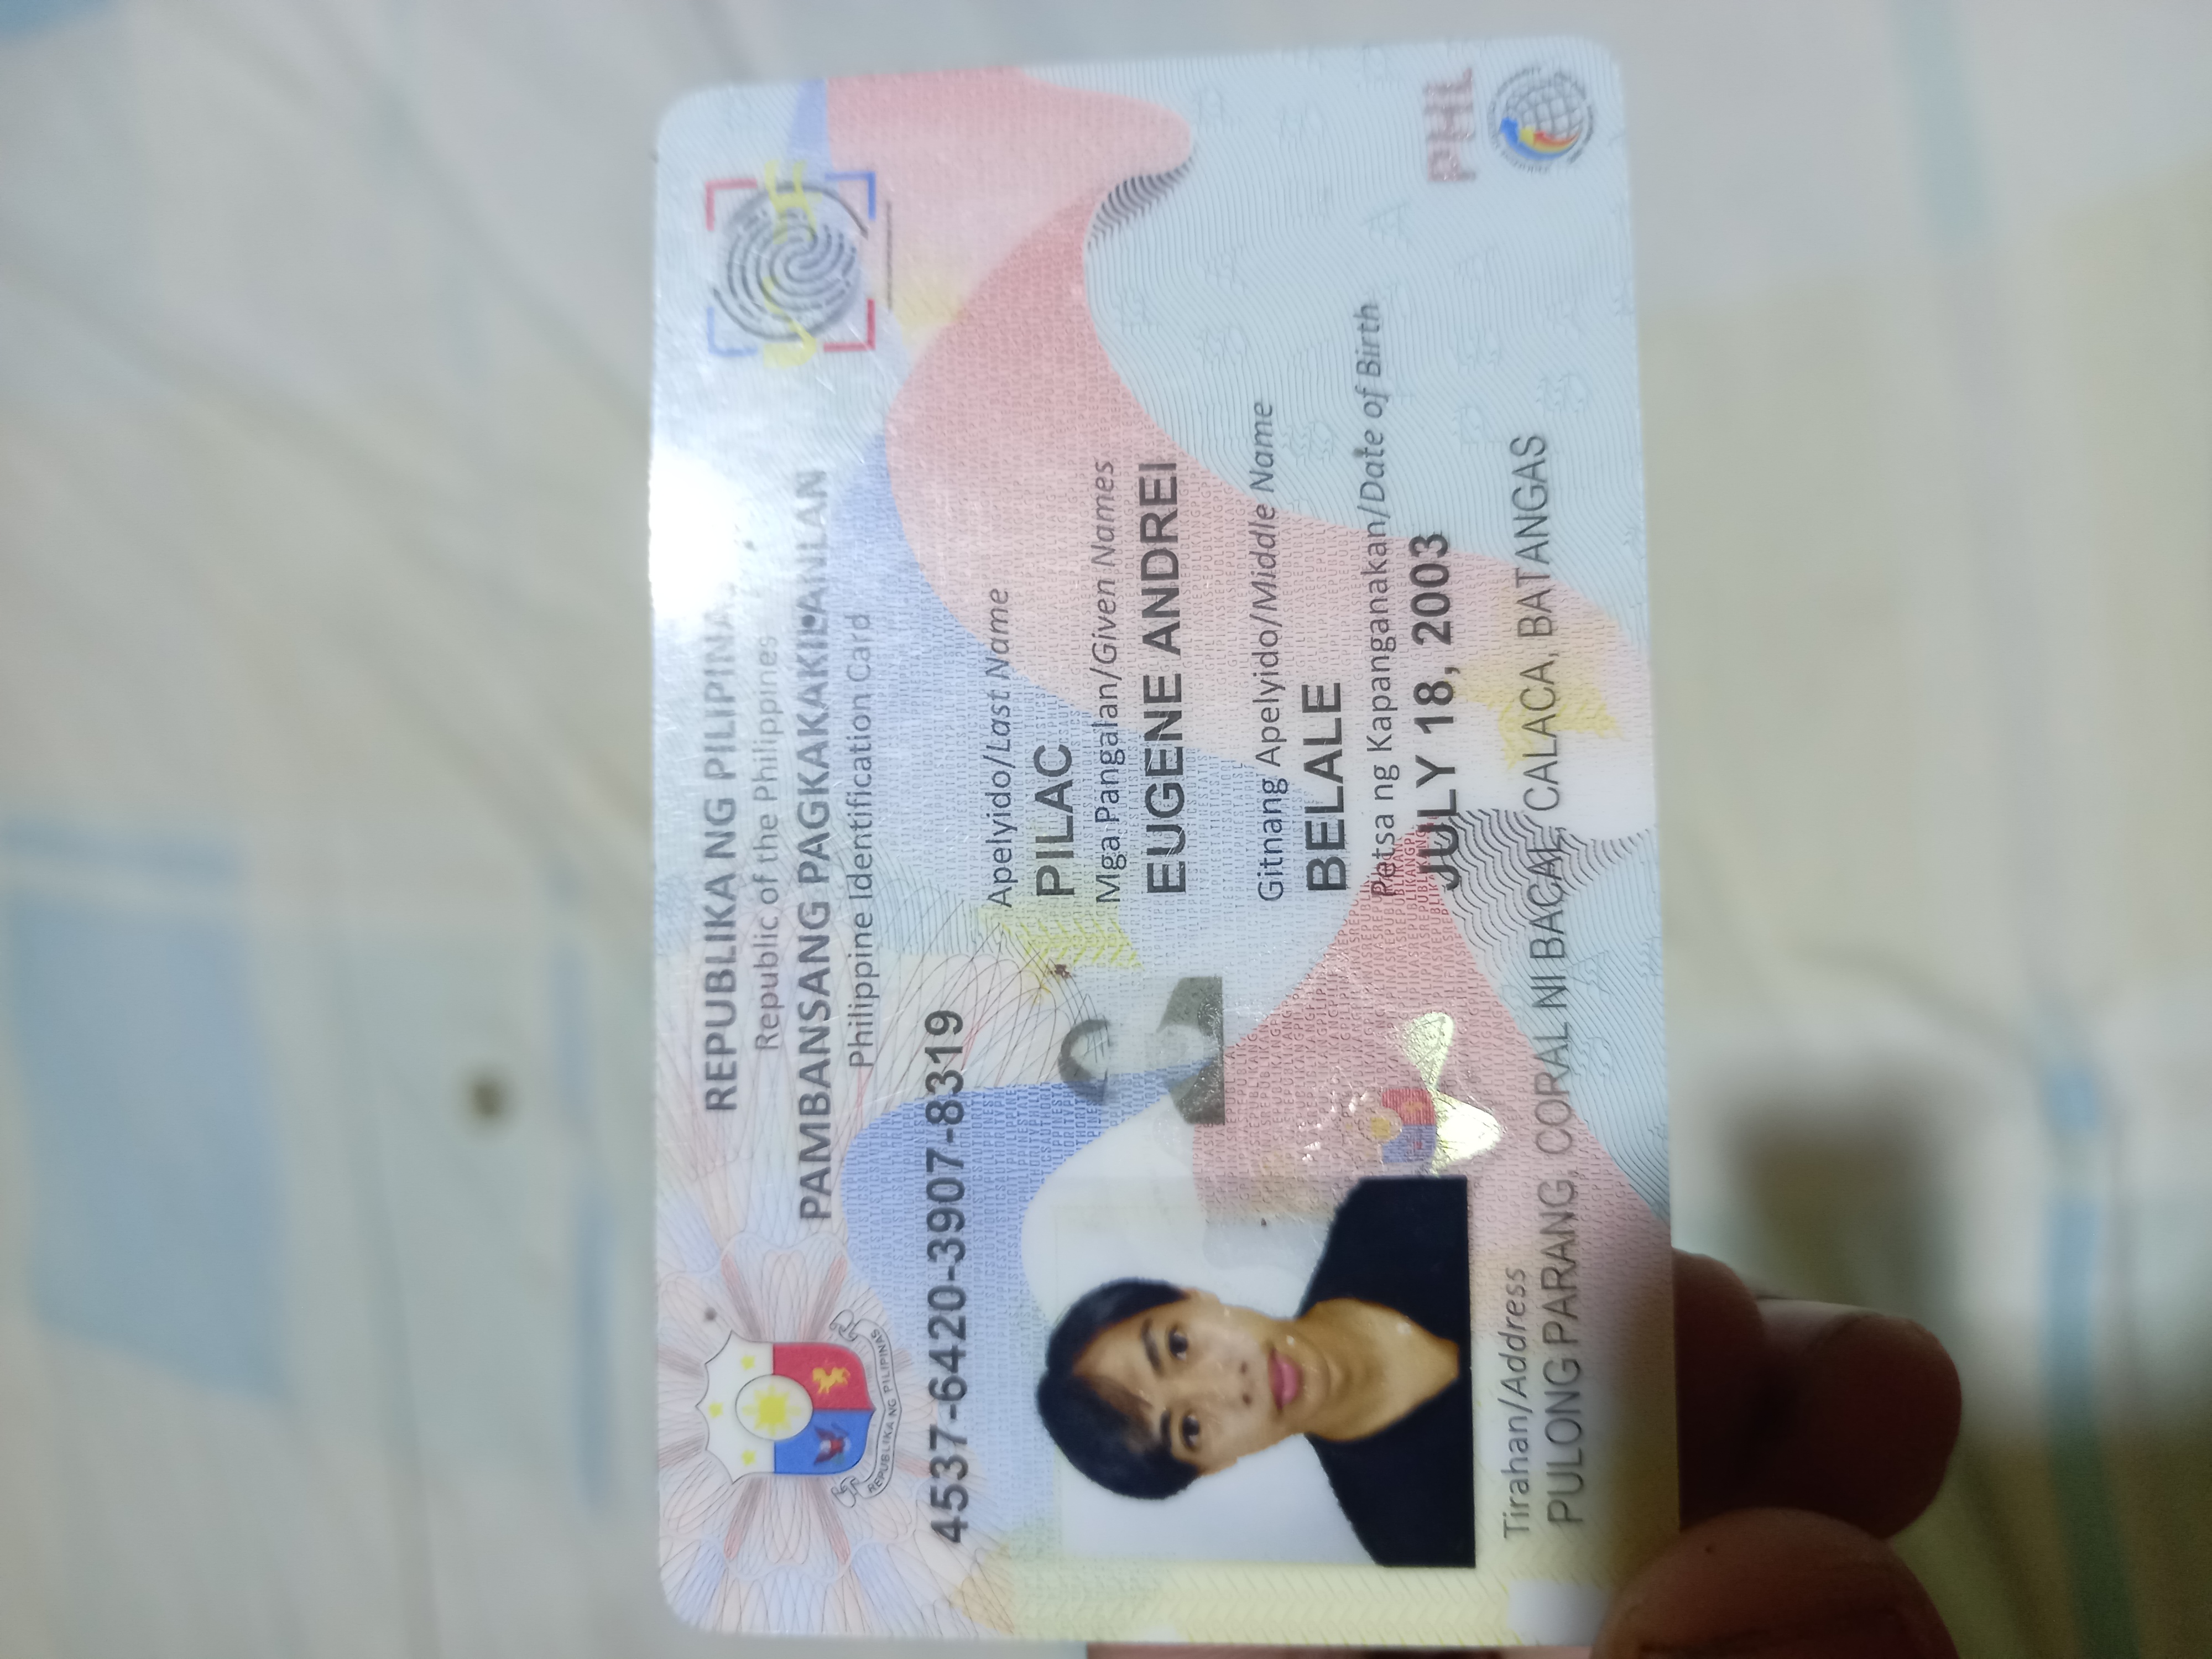 REPUBLIKA NG PILIPINAS
Republic of the Philippines
PAMBANSANG PAGKAKAKILANLAN
Philippine Identification Card
REPUBLIKA NG PILIPINAS
4537-6420-3907-8319
Apelyido/Last Name
PILAC
Mga Pangalan/Given Names
EUGENE ANDREI
Gitnang Apelyido/Middle Name
BELALE
Petsa ng Kapanganakan/Date of Birth
JULY 18, 2003
PHL
Tirahan/Address
PULONG PARANG, CORAL NI BACAL, CALACA, BATANGAS